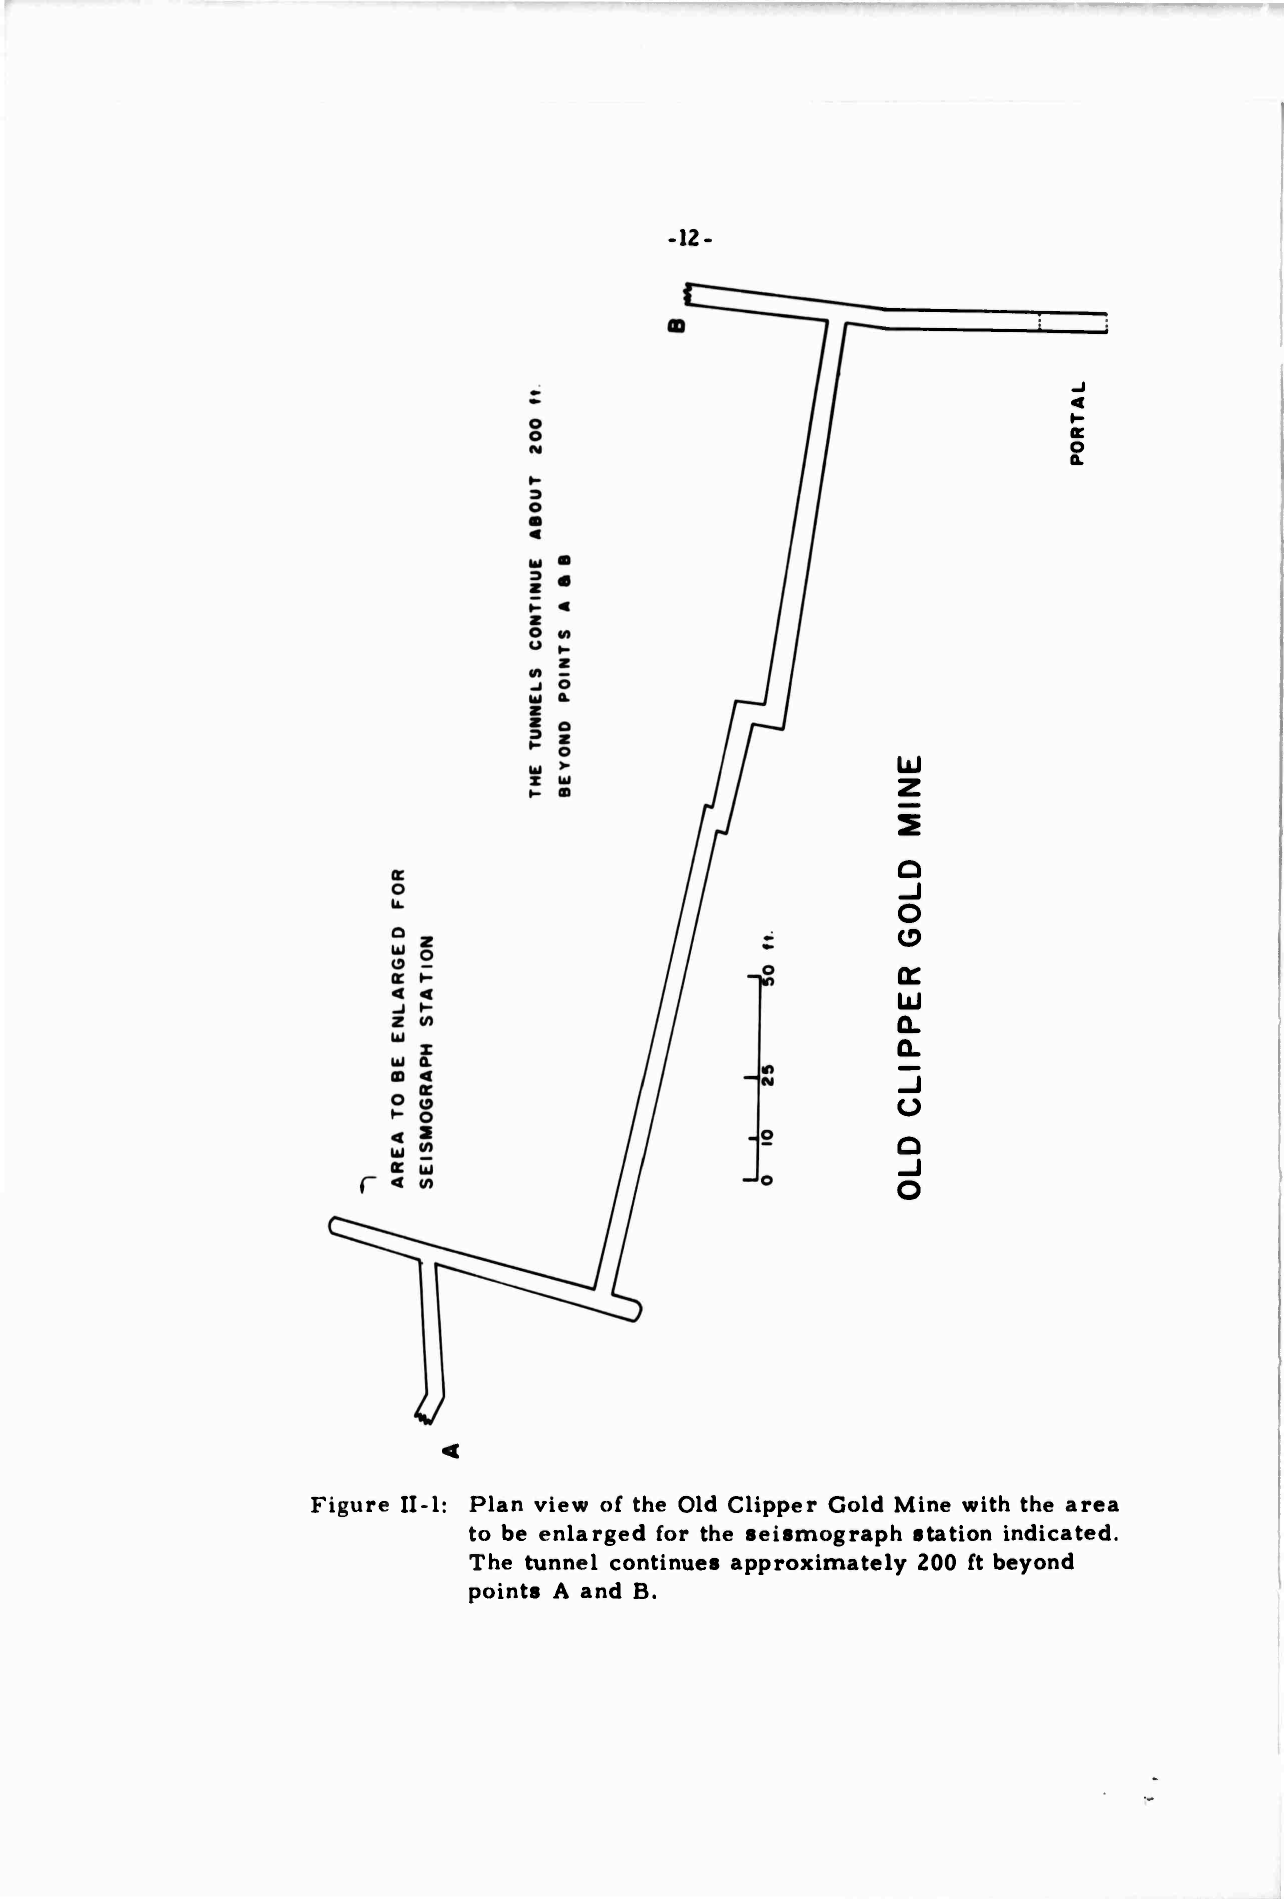 -12-
B
PORTAL
THE TUNNELS CONTINUE ABOUT 200 ft.
BEYOND POINTS A & B
AREA TO BE ENLARGED FOR
SEISMOGRAPH STATION
0 10 25 50 ft.
OLD CLIPPER GOLD MINE
A
Figure II-1: Plan view of the Old Clipper Gold Mine with the area
to be enlarged for the seismograph station indicated.
The tunnel continues approximately 200 ft beyond
points A and B.